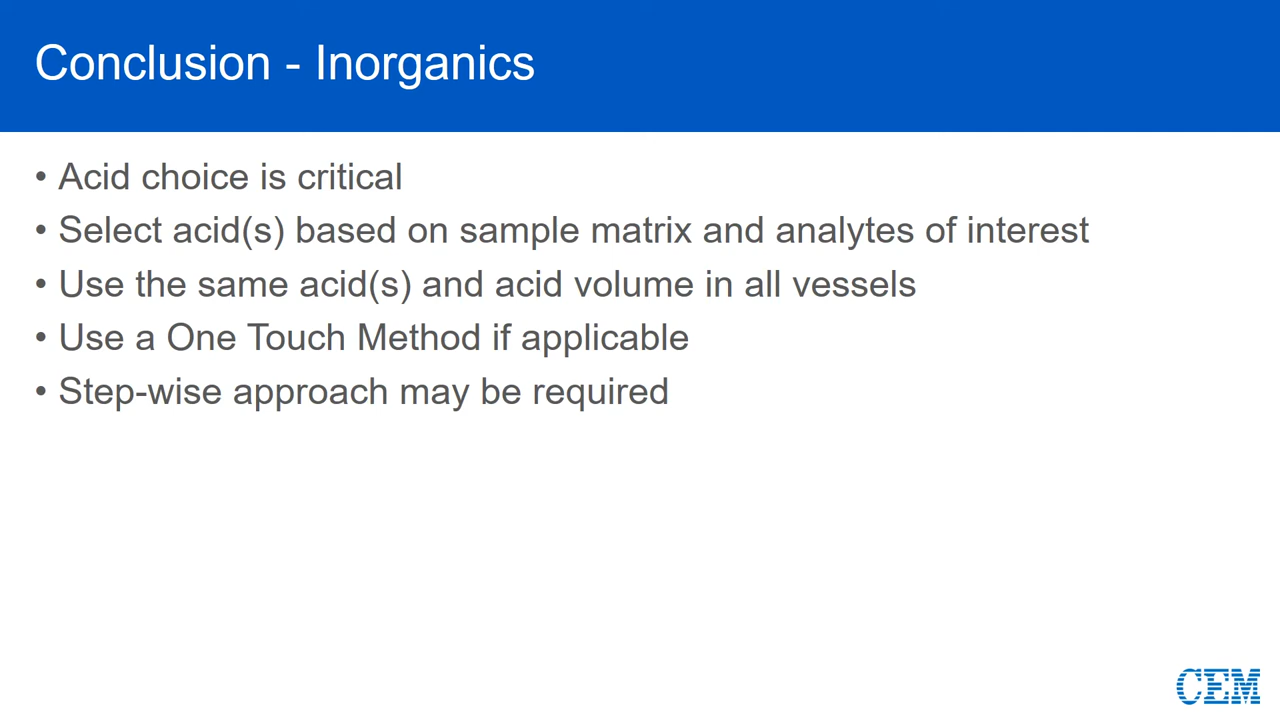 Conclusion - Inorganics
• Acid choice is critical
• Select acid(s) based on sample matrix and analytes of interest
• Use the same acid(s) and acid volume in all vessels
• Use a One Touch Method if applicable
• Step-wise approach may be required
CEM